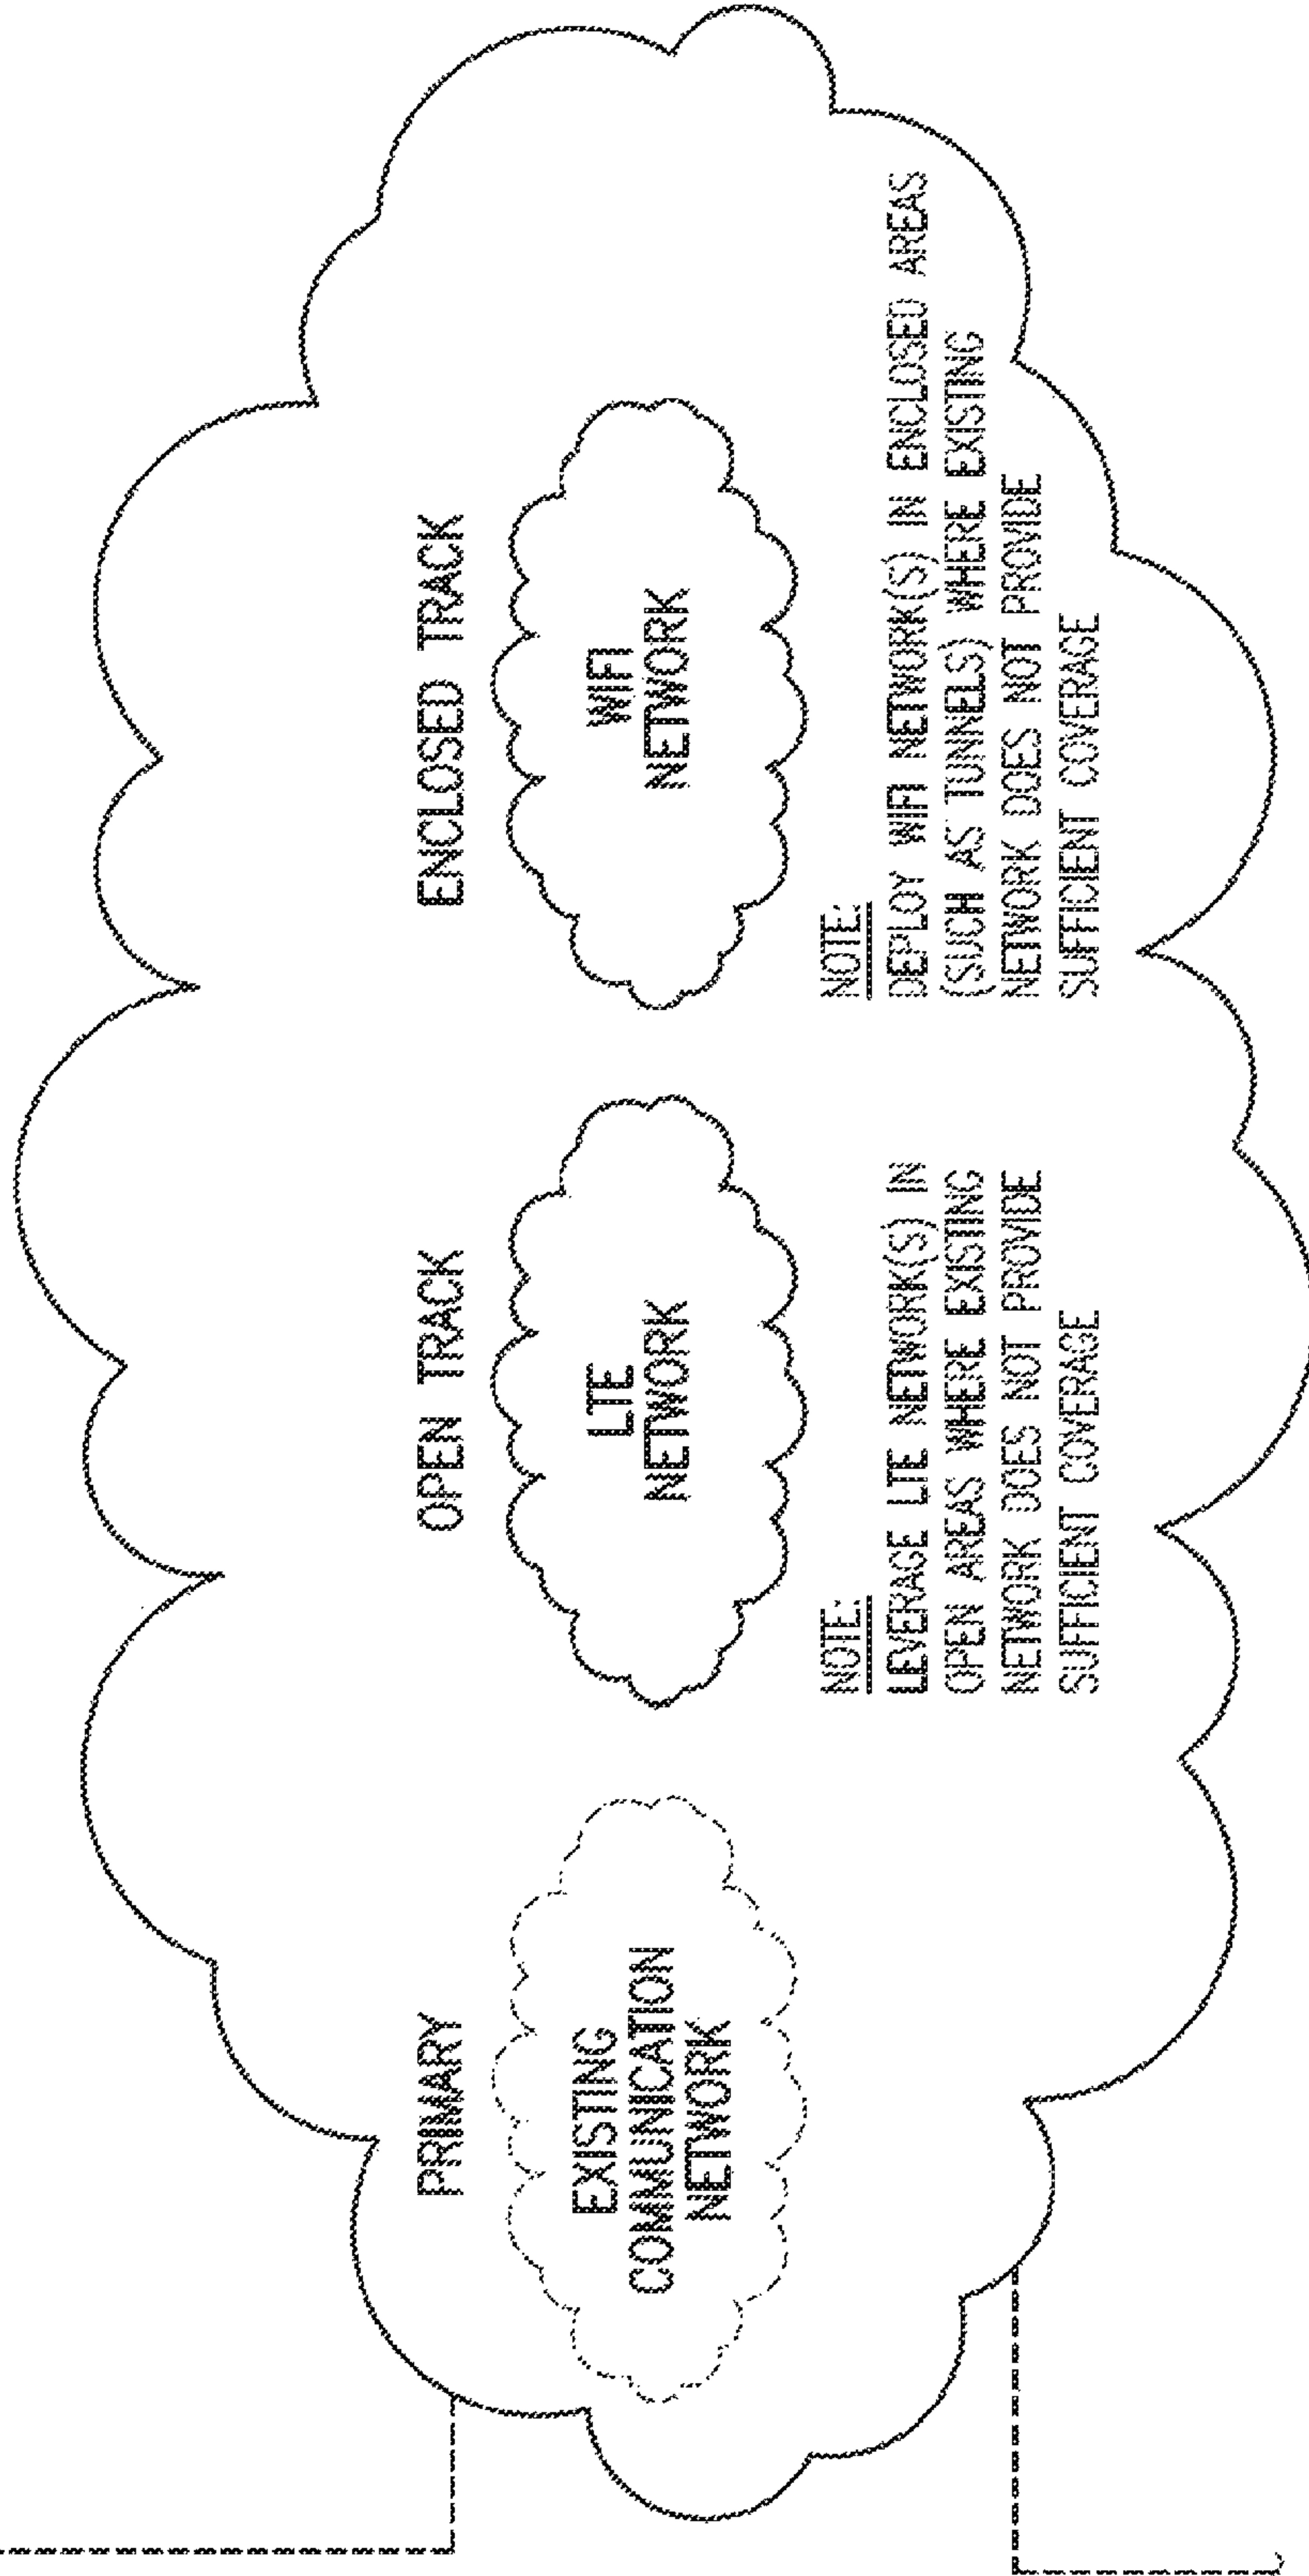 PRIMARY
EXISTING
COMMUNICATION
NETWORK
OPEN TRACK
LTE
NETWORK
NOTE:
LEVERAGE LTE NETWORK(S) IN
OPEN AREAS WHERE EXISTING
NETWORK DOES NOT PROVIDE
SUFFICIENT COVERAGE
ENCLOSED TRACK
WIFI
NETWORK
NOTE:
DEPLOY WIFI NETWORK(S) IN ENCLOSED AREAS
(SUCH AS TUNNELS) WHERE EXISTING
NETWORK DOES NOT PROVIDE
SUFFICIENT COVERAGE